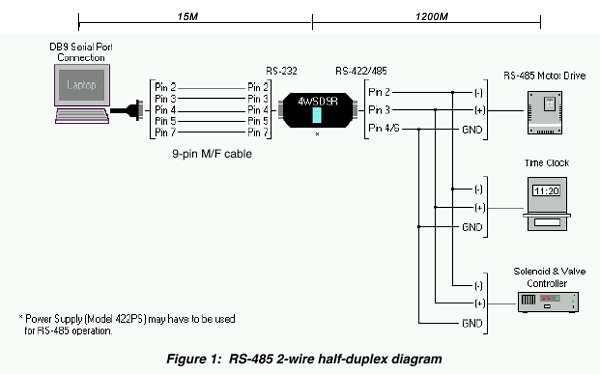 15M 1200M
DB9 Serial Port
Connection
Laptop
RS-232 RS-422/485
RS-485 Motor Drive
Pin 2 Pin 2
Pin 3 Pin 3
Pin 4 Pin 4
Pin 5 Pin 5
Pin 7 Pin 7
4WSD9R
*
9-pin M/F cable
Pin 2 (-)
Pin 3 (+)
Pin 4/6 GND
Time Clock
11:20
(-)
(+)
GND
Solenoid & Valve
Controller
(-)
(+)
GND
* Power Supply (Model 422PS) may have to be used
for RS-485 operation.
Figure 1: RS-485 2-wire half-duplex diagram